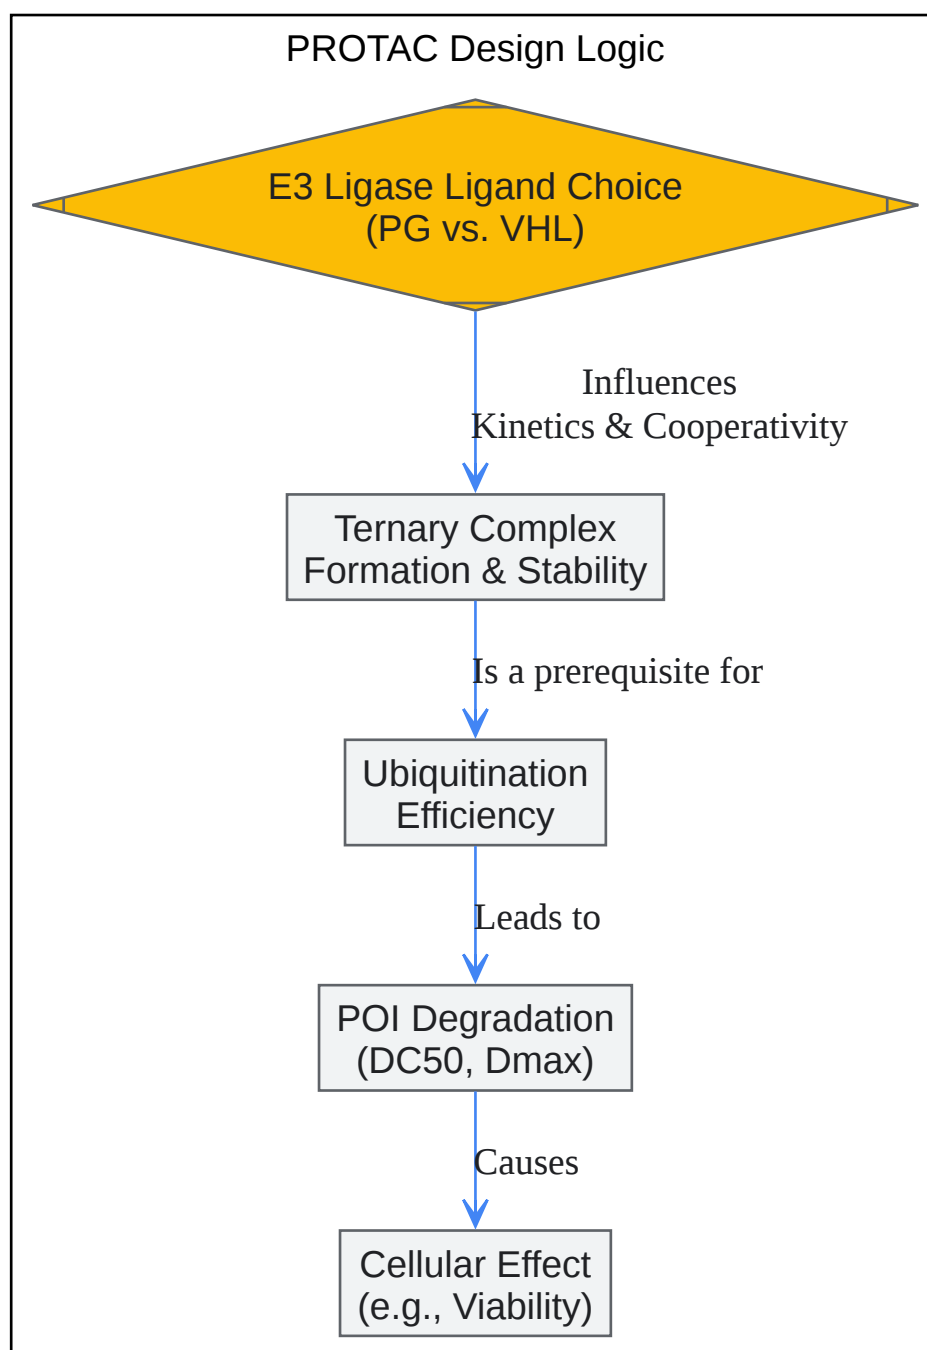 PROTAC Design Logic
E3 Ligase Ligand Choice
(PG vs. VHL)
Influences
Kinetics & Cooperativity
Ternary Complex
Formation & Stability
Is a prerequisite for
Ubiquitination
Efficiency
Leads to
POI Degradation
(DC50, Dmax)
Causes
Cellular Effect
(e.g., Viability)